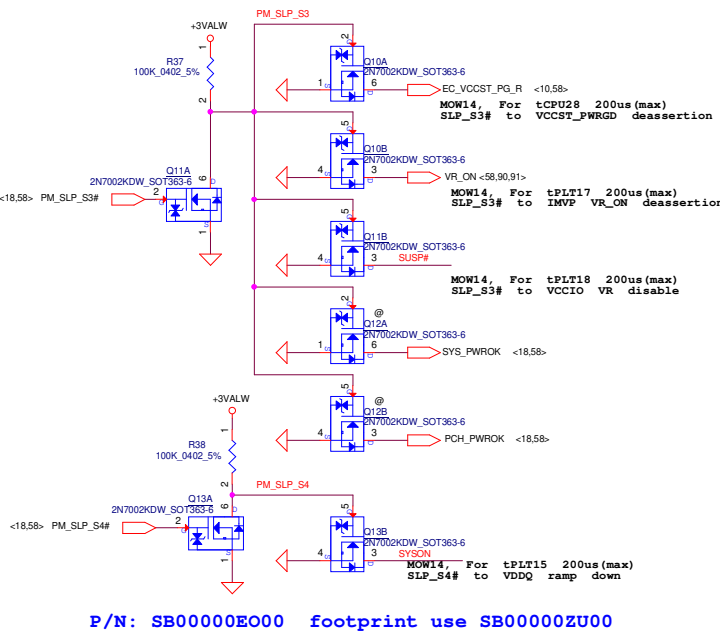 PM_SLP_S3
+3VALW
1
R37
100K_0402_5%
2
2
Q10A
2N7002KDW_SOT363-6
1
6
EC_VCCST_PG_R <10,58>
MOW14, For tCPU28 200us(max)
SLP_S3# to VCCST_PWRGD deassertion
5
Q10B
2N7002KDW_SOT363-6
4
3
VR_ON <58,90,91>
MOW14, For tPLT17 200us(max)
SLP_S3# to IMVP VR_ON deassertion
Q11A
2N7002KDW_SOT363-6
6
<18,58> PM_SLP_S3#
2
1
5
Q11B
2N7002KDW_SOT363-6
4
3
SUSP#
MOW14, For tPLT18 200us(max)
SLP_S3# to VCCIO VR disable
2
@
Q12A
2N7002KDW_SOT363-6
1
6
SYS_PWROK <18,58>
5
@
Q12B
2N7002KDW_SOT363-6
4
3
PCH_PWROK <18,58>
+3VALW
1
R38
100K_0402_5%
2
PM_SLP_S4
Q13A
2N7002KDW_SOT363-6
6
<18,58> PM_SLP_S4#
2
1
5
Q13B
2N7002KDW_SOT363-6
4
3
SYSON
MOW14, For tPLT15 200us(max)
SLP_S4# to VDDQ ramp down
P/N: SB00000EO00 footprint use SB00000ZU00